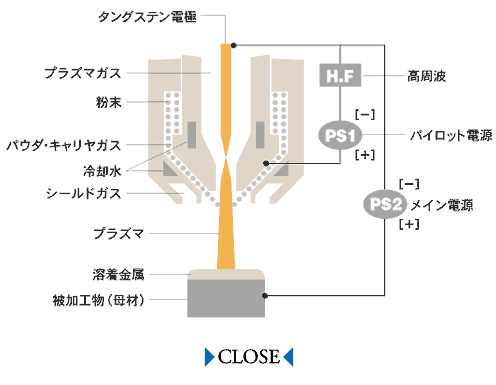 タングステン電極
プラズマガス
粉末
パウダ・キャリヤガス
冷却水
シールドガス
プラズマ
溶着金属
被加工物(母材)
H.F
高周波
[-]
PS1
パイロット電源
[+]
[-]
PS2
メイン電源
[+]
CLOSE